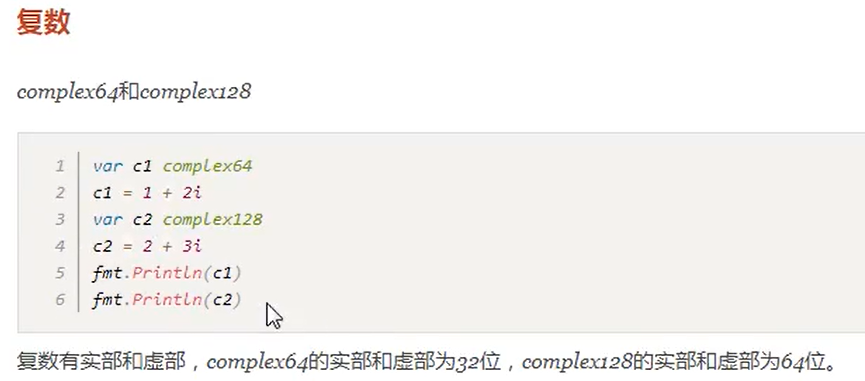 复数
complex64和complex128
1 var c1 complex64
2 c1 = 1 + 2i
3 var c2 complex128
4 c2 = 2 + 3i
5 fmt.Println(c1)
6 fmt.Println(c2)
复数有实部和虚部，complex64的实部和虚部为32位，complex128的实部和虚部为64位。